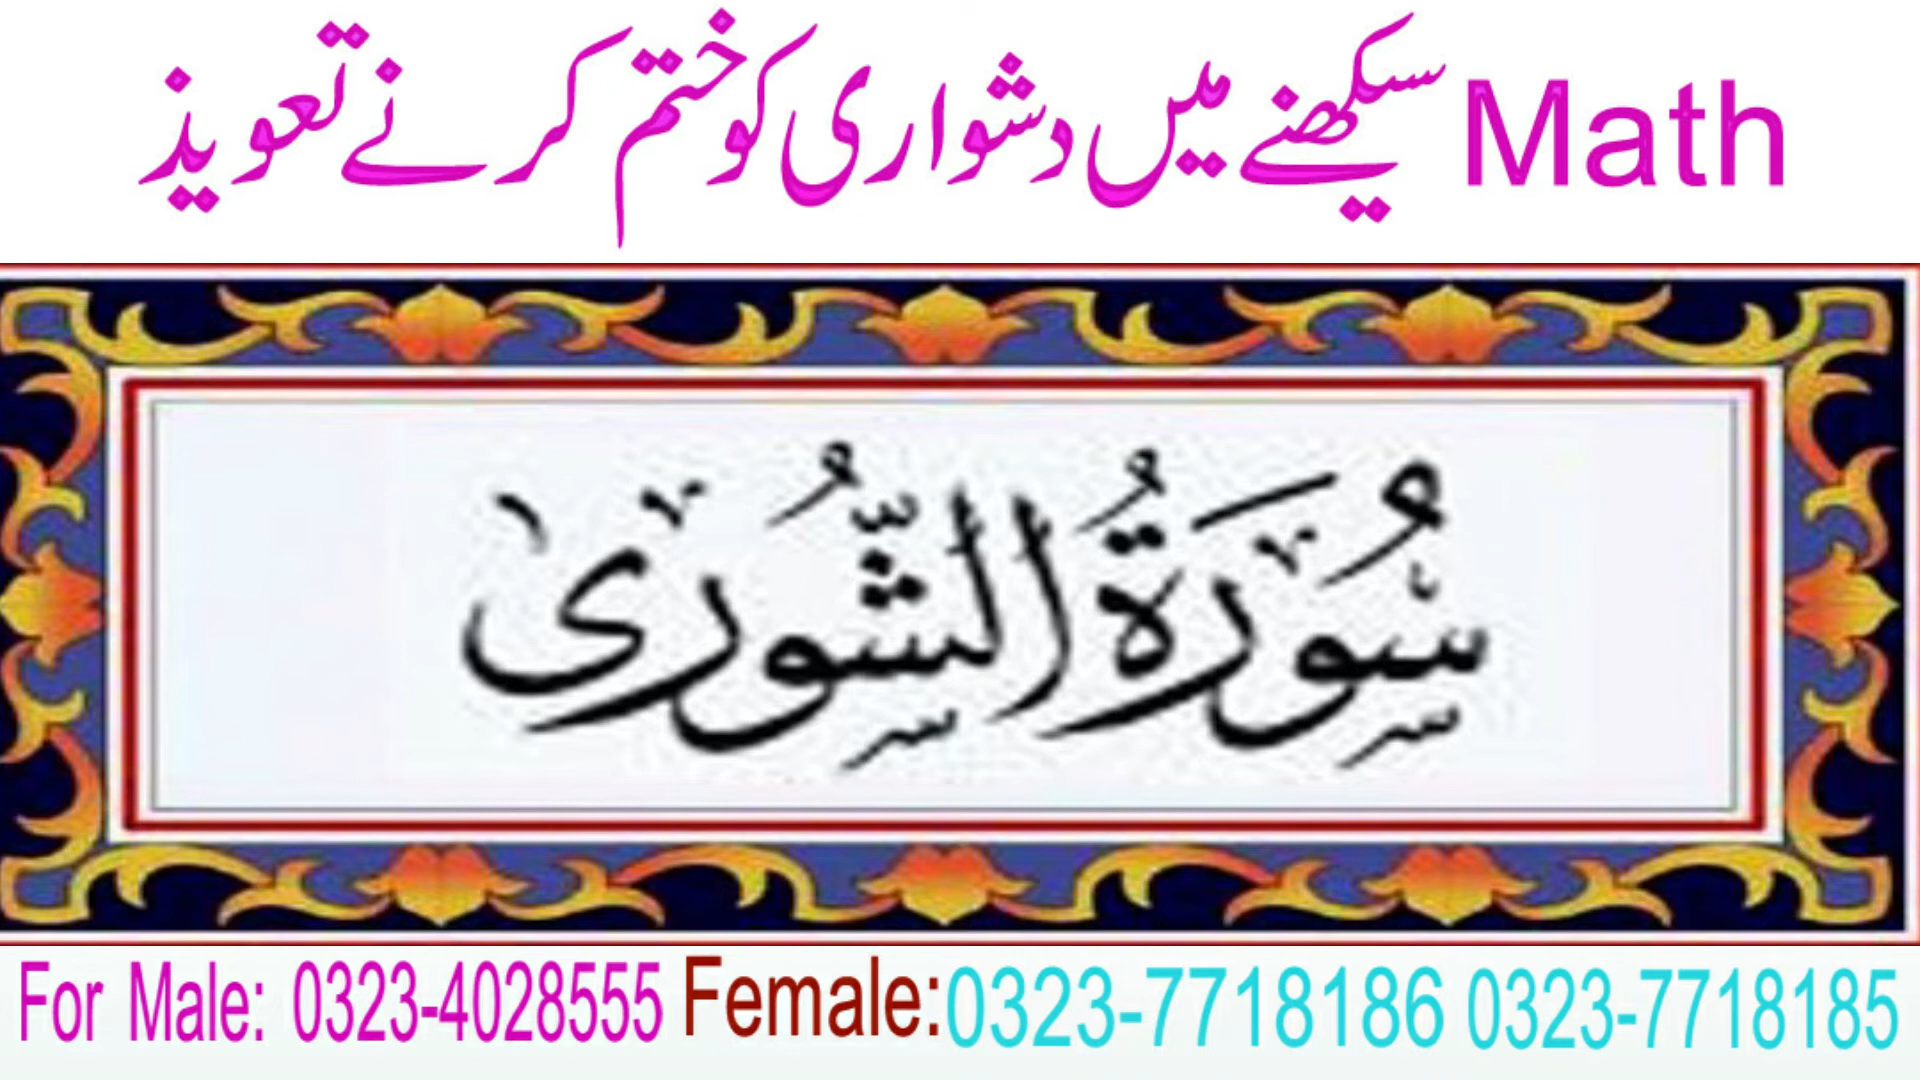 Math سیکھنے میں دشواری کو ختم کرنے تعویذ
سُوْرَةُ الشُّوْرٰى
For Male: 0323-4028555 Female:0323-7718186 0323-7718185